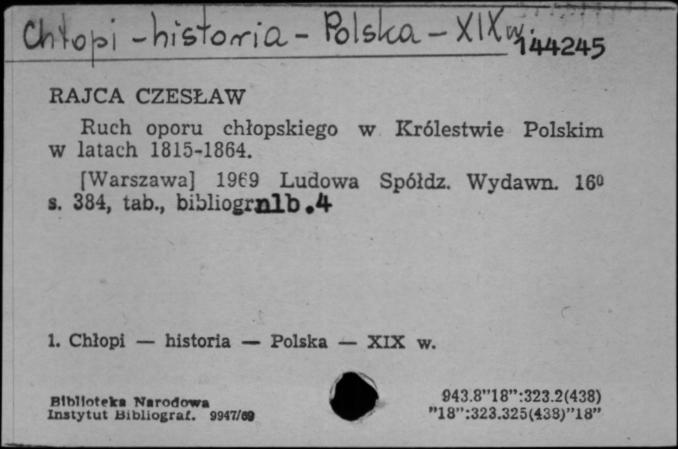 Chłopi - historia - Polska - XIX w.
144245
RAJCA CZESŁAW
Ruch oporu chłopskiego w Królestwie Polskim
w latach 1815-1864.
[Warszawa] 1969 Ludowa Spółdz. Wydawn. 16⁰
s. 384, tab., bibliogr nlb.4
1. Chłopi — historia — Polska — XIX w.
Biblioteka Narodowa
Instytut Bibliograf. 9947/69
943.8"18":323.2(438)
"18":323.325(438)"18"